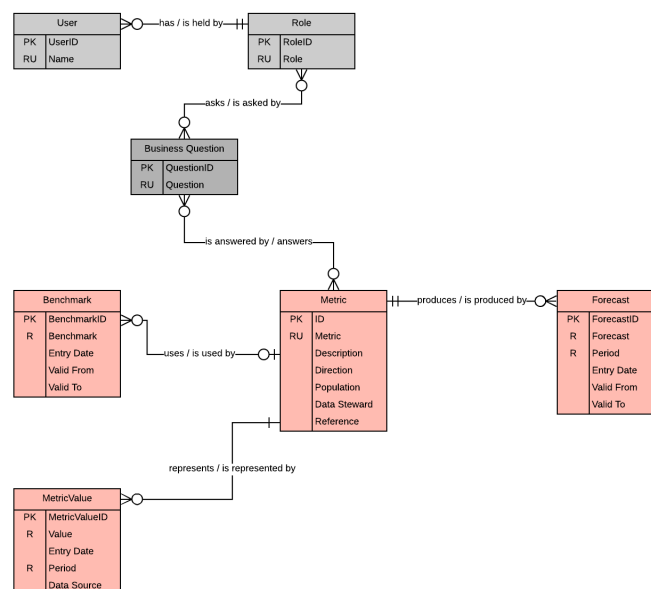 User
PK UserID
RU Name
has / is held by
Role
PK RoleID
RU Role
asks / is asked by
Business Question
PK QuestionID
RU Question
is answered by / answers
Benchmark
PK BenchmarkID
R Benchmark
Entry Date
Valid From
Valid To
uses / is used by
Metric
PK ID
RU Metric
Description
Direction
Population
Data Steward
Reference
produces / is produced by
Forecast
PK ForecastID
R Forecast
R Period
Entry Date
Valid From
Valid To
represents / is represented by
MetricValue
PK MetricValueID
R Value
Entry Date
R Period
Data Source